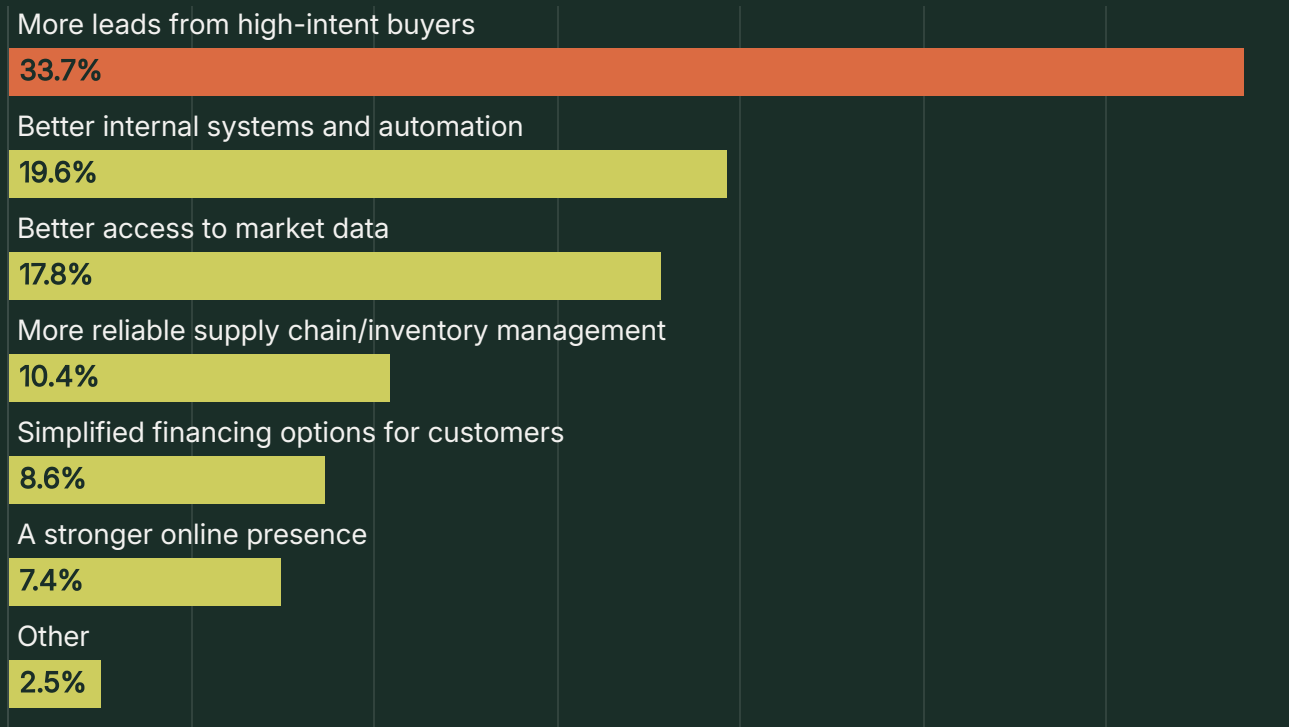 More leads from high-intent buyers
33.7%
Better internal systems and automation
19.6%
Better access to market data
17.8%
More reliable supply chain/inventory management
10.4%
Simplified financing options for customers
8.6%
A stronger online presence
7.4%
Other
2.5%